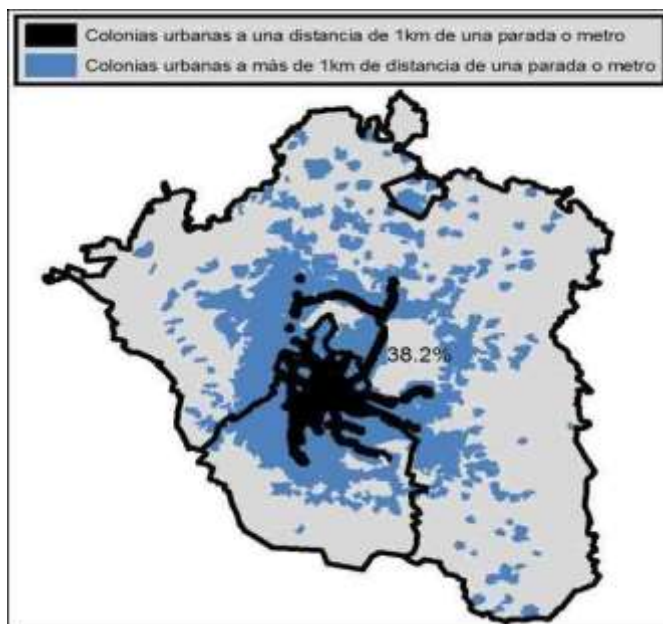 Colonias urbanas a una distancia de 1km de una parada o metro
Colonias urbanas a más de 1km de distancia de una parada o metro
38.2%